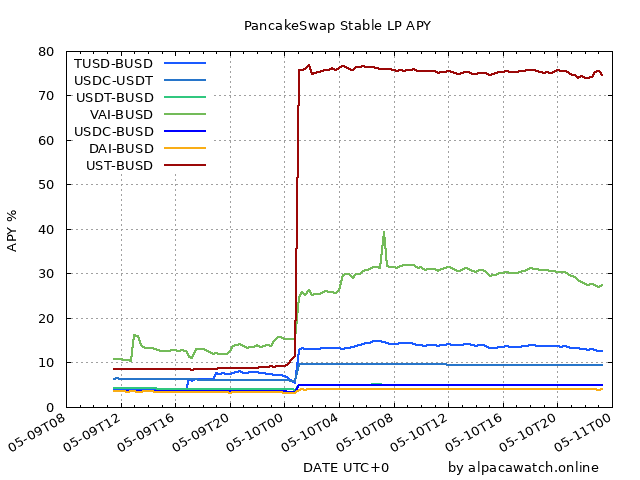 PancakeSwap Stable LP APY
80
70
60
50
40
30
20
10
0
APY %
TUSD-BUSD
USDC-USDT
USDT-BUSD
VAI-BUSD
USDC-BUSD
DAI-BUSD
UST-BUSD
05-09T08
05-09T12
05-09T16
05-09T20
05-10T00
05-10T04
05-10T08
05-10T12
05-10T16
05-10T20
05-11T00
DATE UTC+0
by alpacawatch.online